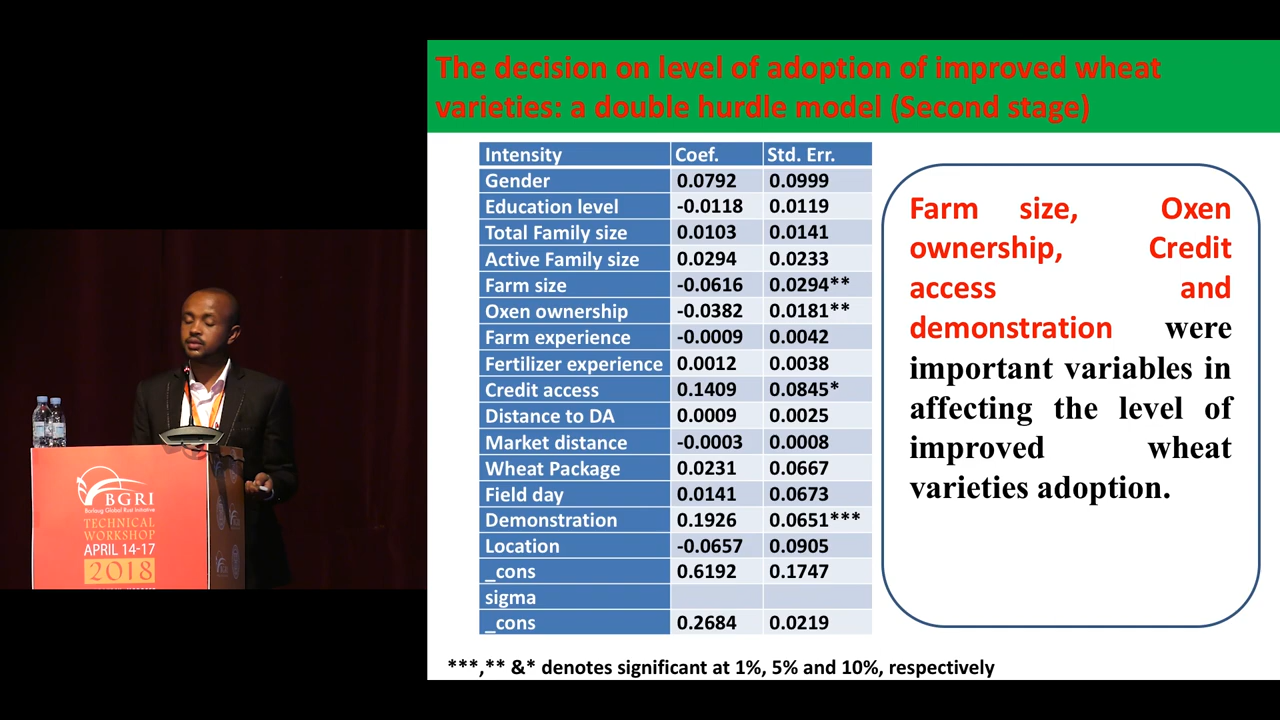 The decision on level of adoption of improved wheat
varieties: a double hurdle model (Second stage)
Intensity Coef. Std. Err.
Gender 0.0792 0.0999
Education level -0.0118 0.0119
Total Family size 0.0103 0.0141
Active Family size 0.0294 0.0233
Farm size -0.0616 0.0294**
Oxen ownership -0.0382 0.0181**
Farm experience -0.0009 0.0042
Fertilizer experience 0.0012 0.0038
Credit access 0.1409 0.0845*
Distance to DA 0.0009 0.0025
Market distance -0.0003 0.0008
Wheat Package 0.0231 0.0667
Field day 0.0141 0.0673
Demonstration 0.1926 0.0651***
Location -0.0657 0.0905
_cons 0.6192 0.1747
sigma
_cons 0.2684 0.0219
***,** &* denotes significant at 1%, 5% and 10%, respectively
Farm size, Oxen
ownership, Credit
access and
demonstration were
important variables in
affecting the level of
improved wheat
varieties adoption.
BGRI
Borlaug Global Rust Initiative
TECHNICAL
WORKSHOP
APRIL 14-17
2018